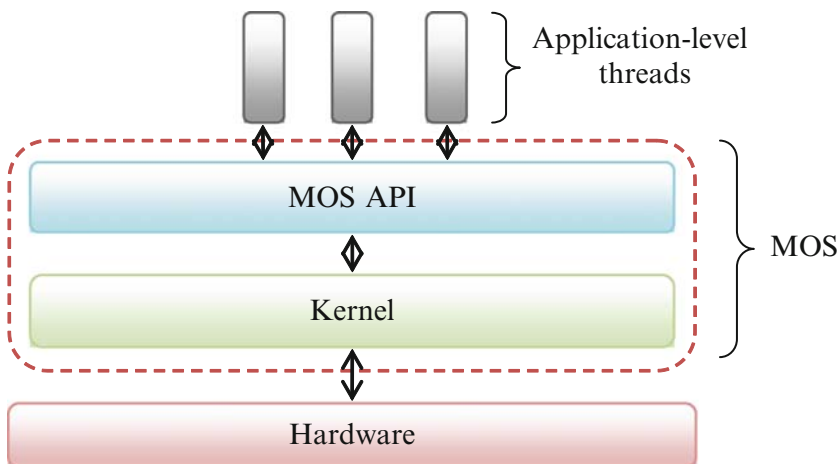 Application-level
threads
MOS API
MOS
Kernel
Hardware